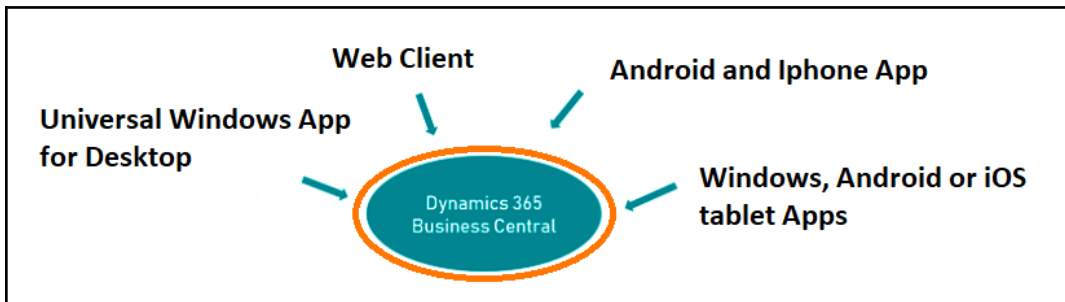 Web Client
Android and Iphone App
Universal Windows App
for Desktop
Dynamics 365
Business Central
Windows, Android or iOS
tablet Apps